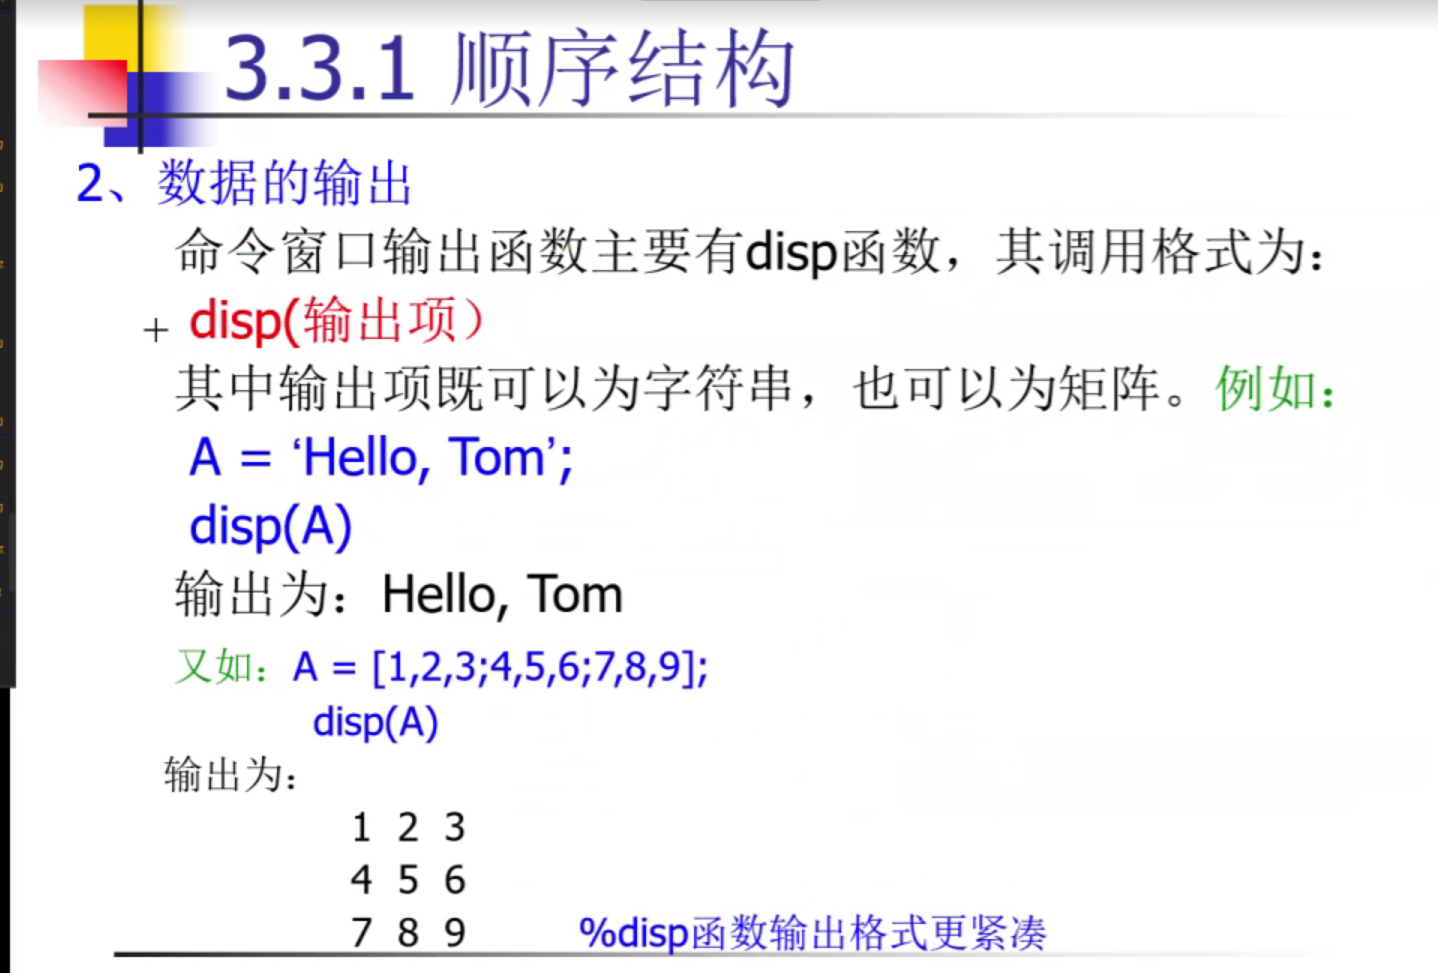 3.3.1 顺序结构
2、数据的输出
命令窗口输出函数主要有disp函数，其调用格式为：
+ disp(输出项）
其中输出项既可以为字符串，也可以为矩阵。例如：
A = ‘Hello, Tom’;
disp(A)
输出为：Hello, Tom
又如：A = [1,2,3;4,5,6;7,8,9];
disp(A)
输出为：
1 2 3
4 5 6
7 8 9 %disp函数输出格式更紧凑